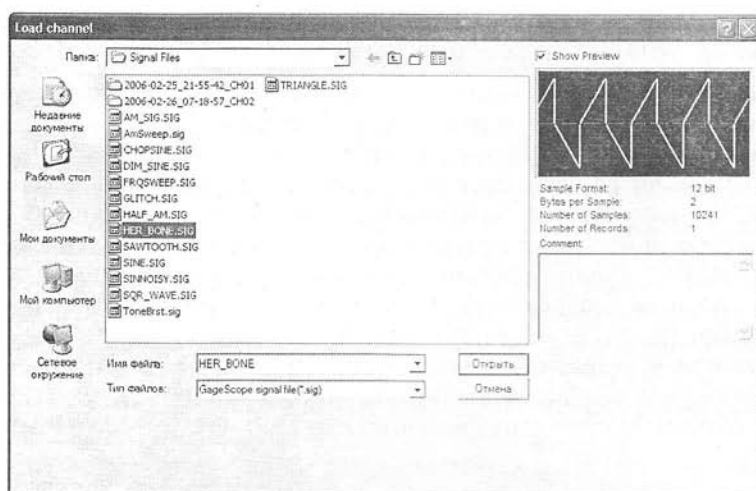 Load channel
Папка: Signal Files
Show Preview
2006-02-25_21-55-42_CH01
2006-02-26_07-18-57_CH02
AM_SIG.SIG
AmSweep.sig
CHOPSINE.SIG
DIM_SINE.SIG
FRQSWEEP.SIG
GLITCH.SIG
HALF_AM.SIG
HER_BONE.SIG
SAWTOOTH.SIG
SINE.SIG
SINNOISY.SIG
SQR_WAVE.SIG
ToneBrst.sig
TRIANGLE.SIG
Недавние
документы
Рабочий стол
Мои документы
Мой компьютер
Сетевое
окружение
Sample Format: 12 bit
Bytes per Sample: 2
Number of Samples: 10241
Number of Records: 1
Comment:
Имя файла: HER_BONE
Открыть
Тип файлов: GageScope signal file(*.sig)
Отмена